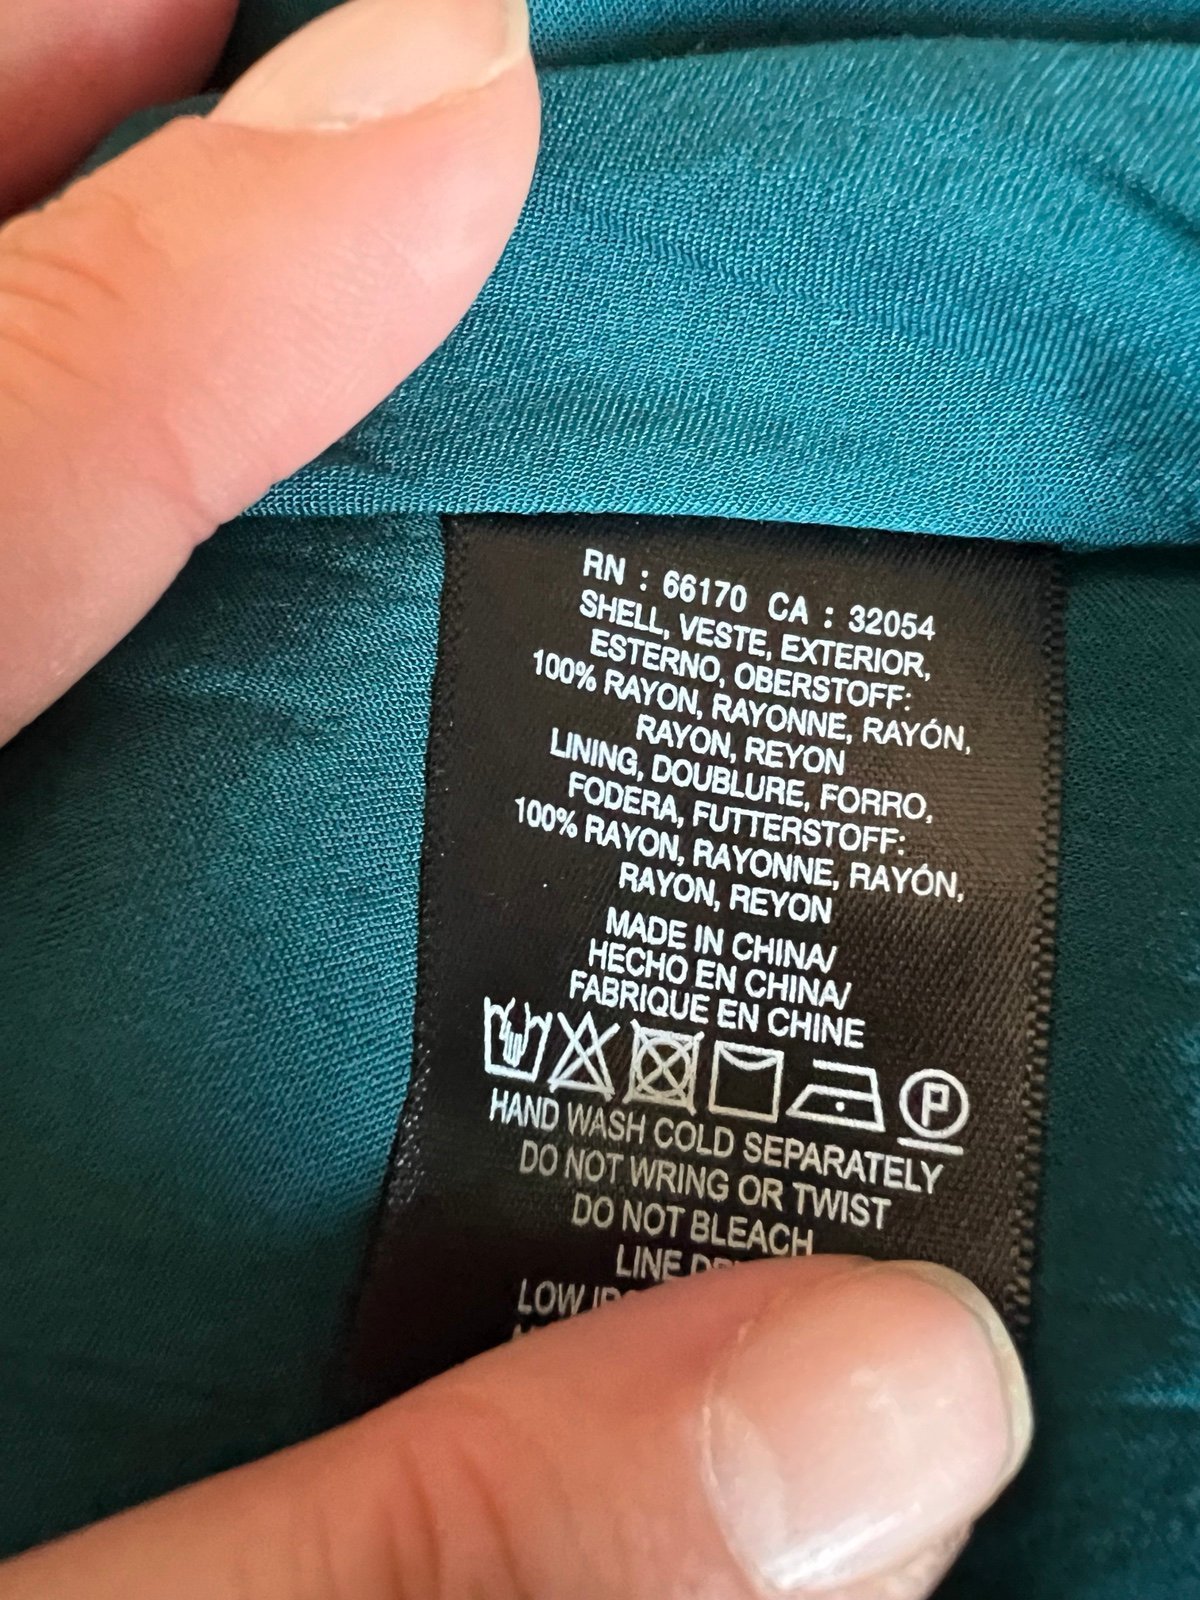 RN : 66170 CA : 32054
SHELL, VESTE, EXTERIOR,
ESTERNO, OBERSTOFF:
100% RAYON, RAYONNE, RAYÓN,
RAYON, REYON
LINING, DOUBLURE, FORRO,
FODERA, FUTTERSTOFF:
100% RAYON, RAYONNE, RAYÓN,
RAYON, REYON
MADE IN CHINA/
HECHO EN CHINA/
FABRIQUE EN CHINE
P
HAND WASH COLD SEPARATELY
DO NOT WRING OR TWIST
DO NOT BLEACH
LINE
LOW